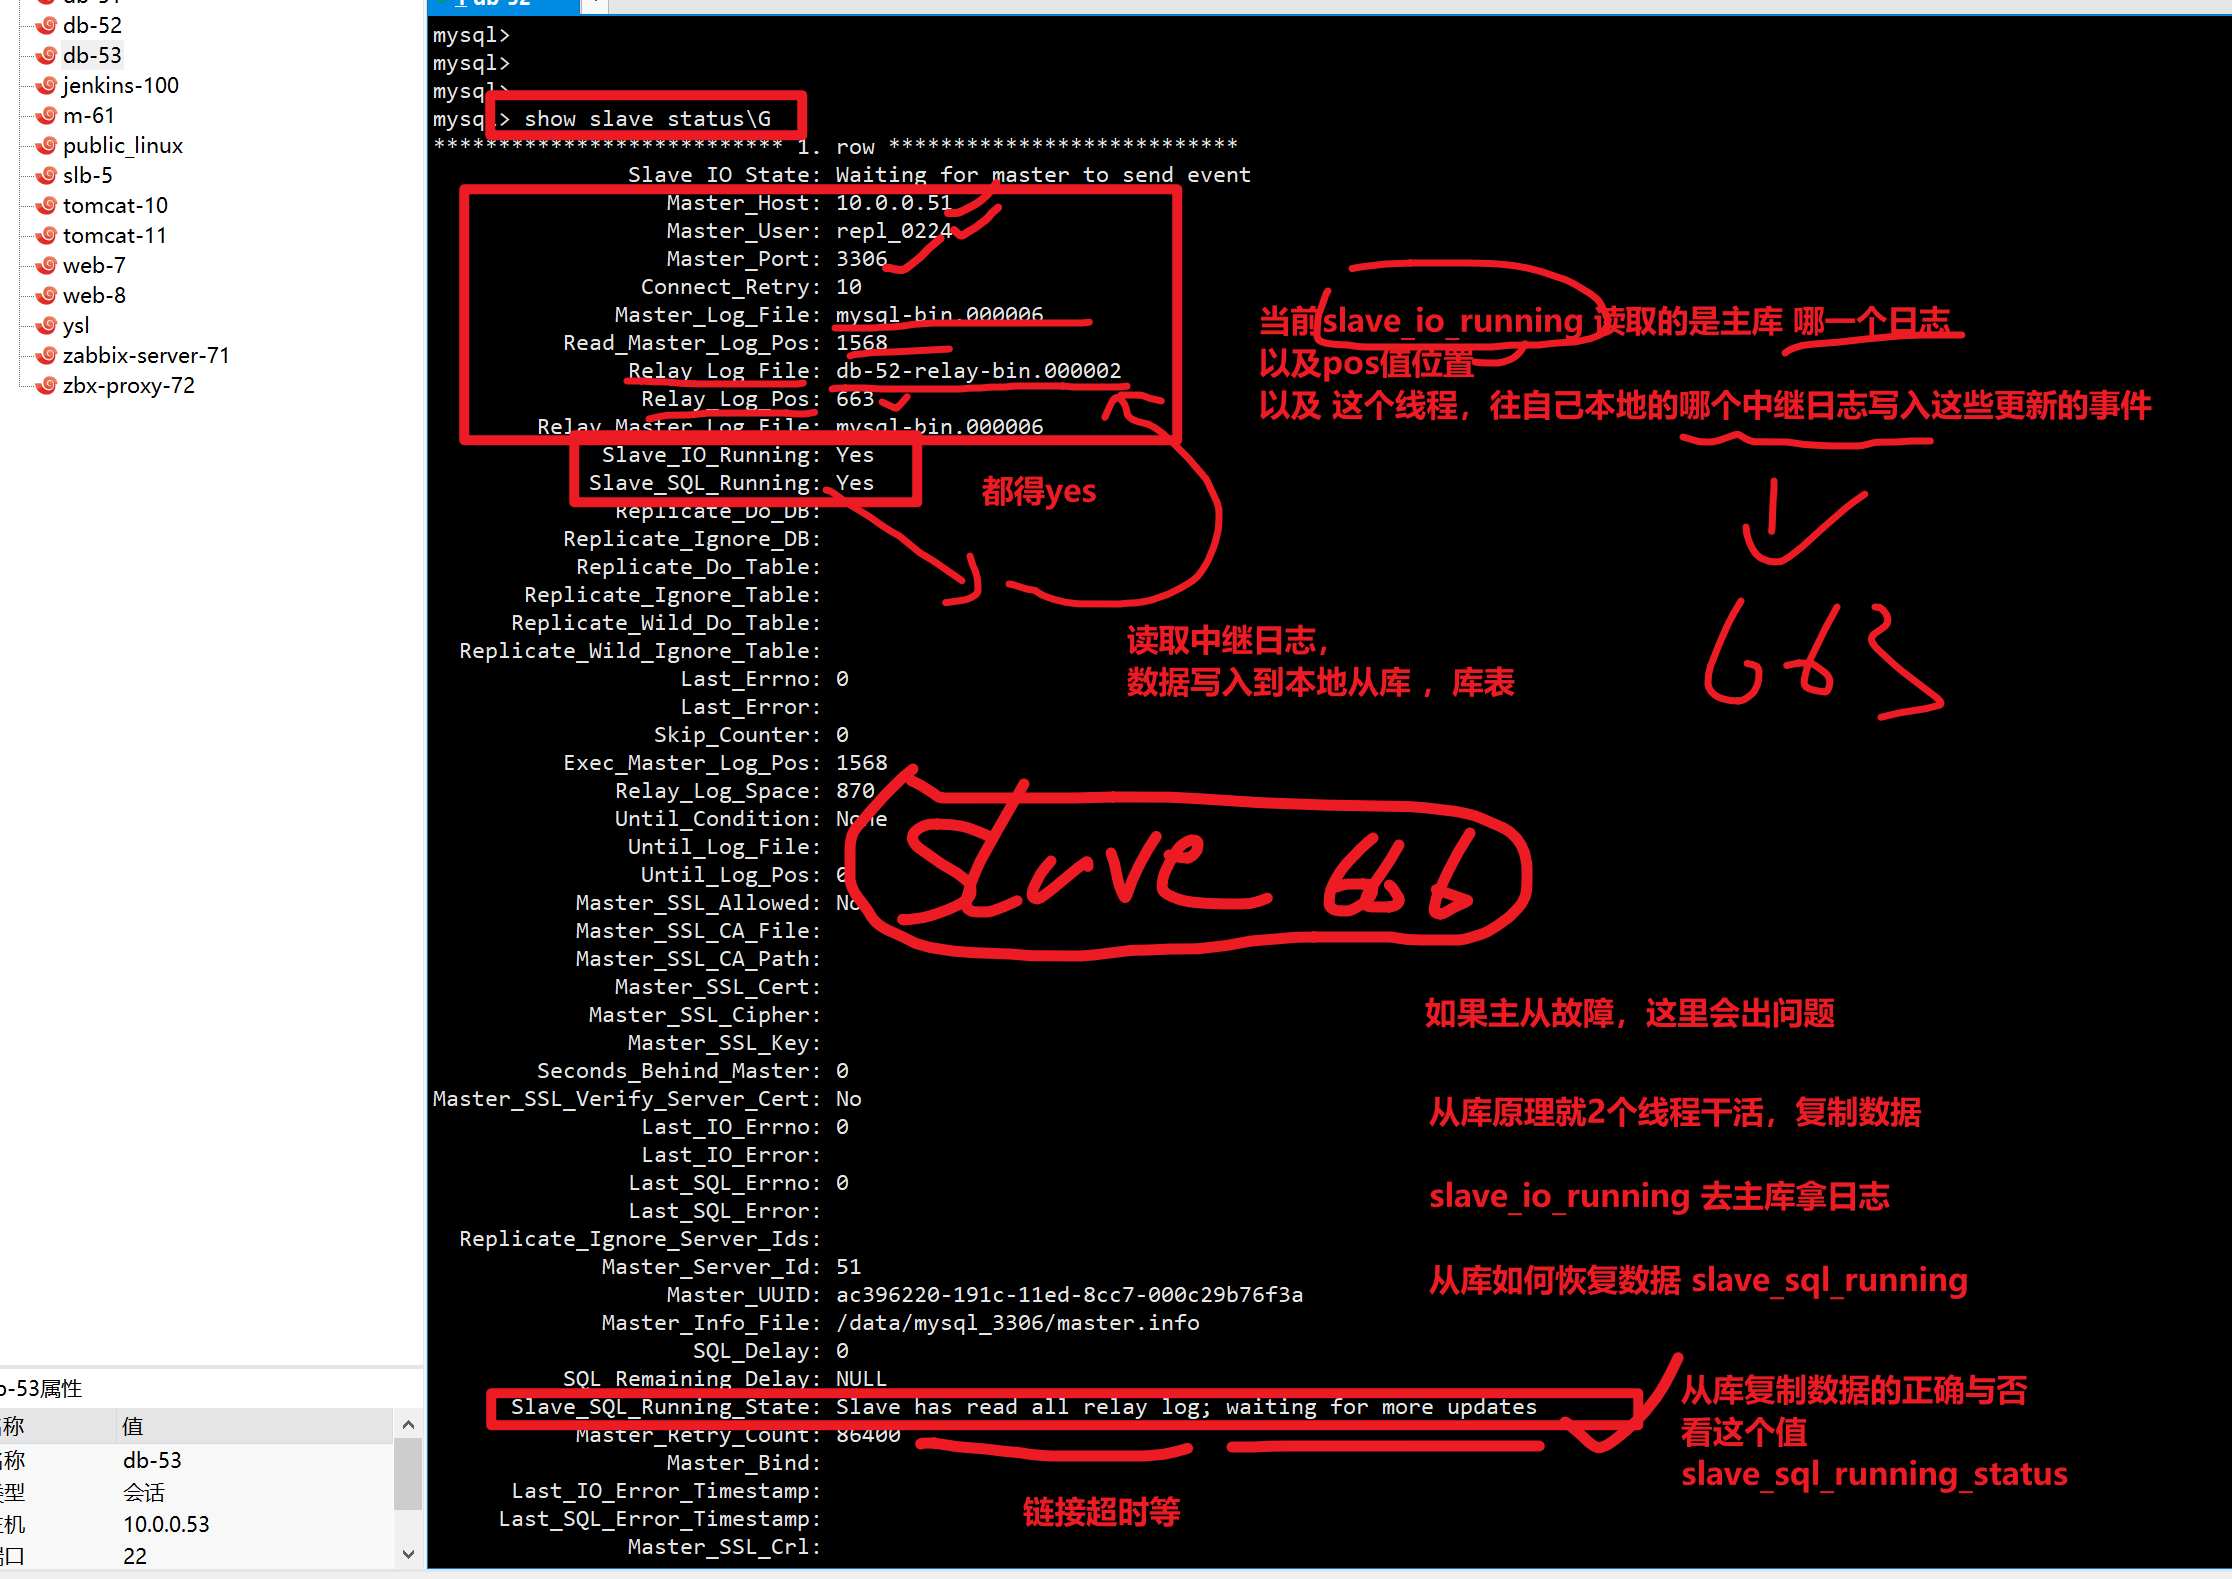 db-52
db-53
jenkins-100
m-61
public_linux
slb-5
tomcat-10
tomcat-11
web-7
web-8
ysl
zabbix-server-71
zbx-proxy-72
-53属性
值
db-53
会话
10.0.0.53
22
1 db-52
mysql>
mysql>
mysql>
mysql> show slave status\G
*************************** 1. row ***************************
Slave_IO_State: Waiting for master to send event
Master_Host: 10.0.0.51
Master_User: repl_0224
Master_Port: 3306
Connect_Retry: 10
Master_Log_File: mysql-bin.000006
Read_Master_Log_Pos: 1568
Relay_Log_File: db-52-relay-bin.000002
Relay_Log_Pos: 663
Relay_Master_Log_File: mysql-bin.000006
Slave_IO_Running: Yes
Slave_SQL_Running: Yes
Replicate_Do_DB:
Replicate_Ignore_DB:
Replicate_Do_Table:
Replicate_Ignore_Table:
Replicate_Wild_Do_Table:
Replicate_Wild_Ignore_Table:
Last_Errno: 0
Last_Error:
Skip_Counter: 0
Exec_Master_Log_Pos: 1568
Relay_Log_Space: 870
Until_Condition: None
Until_Log_File:
Until_Log_Pos: 0
Master_SSL_Allowed: No
Master_SSL_CA_File:
Master_SSL_CA_Path:
Master_SSL_Cert:
Master_SSL_Cipher:
Master_SSL_Key:
Seconds_Behind_Master: 0
Master_SSL_Verify_Server_Cert: No
Last_IO_Errno: 0
Last_IO_Error:
Last_SQL_Errno: 0
Last_SQL_Error:
Replicate_Ignore_Server_Ids:
Master_Server_Id: 51
Master_UUID: ac396220-191c-11ed-8cc7-000c29b76f3a
Master_Info_File: /data/mysql_3306/master.info
SQL_Delay: 0
SQL_Remaining_Delay: NULL
Slave_SQL_Running_State: Slave has read all relay log; waiting for more updates
Master_Retry_Count: 86400
Master_Bind:
Last_IO_Error_Timestamp:
Last_SQL_Error_Timestamp:
Master_SSL_Crl:
当前slave_io_running 读取的是主库 哪一个日志
以及pos值位置
以及 这个线程，往自己本地的哪个中继日志写入这些更新的事件
都得yes
663
读取中继日志，
数据写入到本地从库 ，库表
如果主从故障，这里会出问题
从库原理就2个线程干活，复制数据
slave_io_running 去主库拿日志
从库如何恢复数据 slave_sql_running
从库复制数据的正确与否
看这个值
slave_sql_running_status
链接超时等